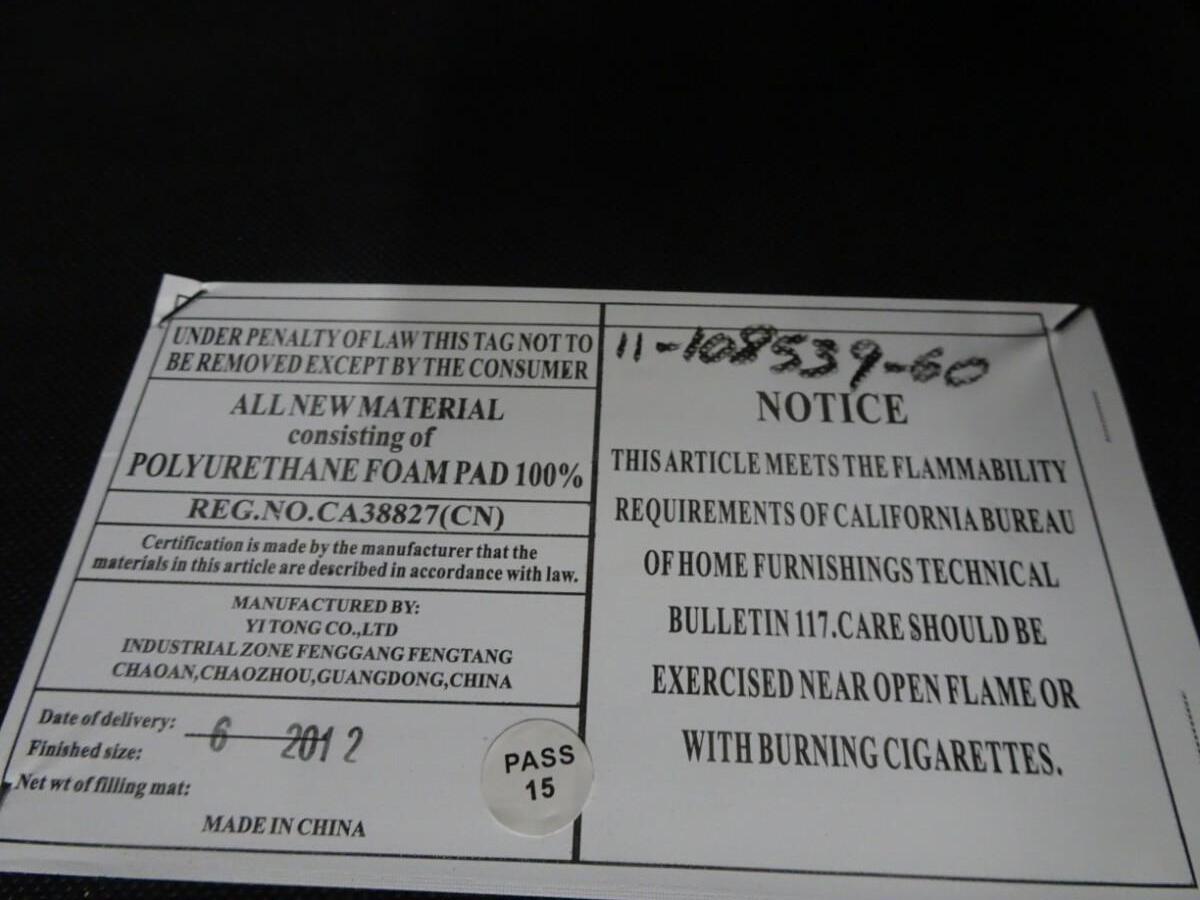 UNDER PENALTY OF LAW THIS TAG NOT TO
BE REMOVED EXCEPT BY THE CONSUMER
ALL NEW MATERIAL
consisting of
POLYURETHANE FOAM PAD 100%
REG.NO.CA38827(CN)
Certification is made by the manufacturer that the
materials in this article are described in accordance with law.
MANUFACTURED BY:
YI TONG CO.,LTD
INDUSTRIAL ZONE FENGGANG FENGTANG
CHAOAN,CHAOZHOU,GUANGDONG,CHINA
Date of delivery: 6 2012
Finished size:
Net wt of filling mat:
MADE IN CHINA
PASS
15
11-108539-60
NOTICE
THIS ARTICLE MEETS THE FLAMMABILITY
REQUIREMENTS OF CALIFORNIA BUREAU
OF HOME FURNISHINGS TECHNICAL
BULLETIN 117.CARE SHOULD BE
EXERCISED NEAR OPEN FLAME OR
WITH BURNING CIGARETTES.